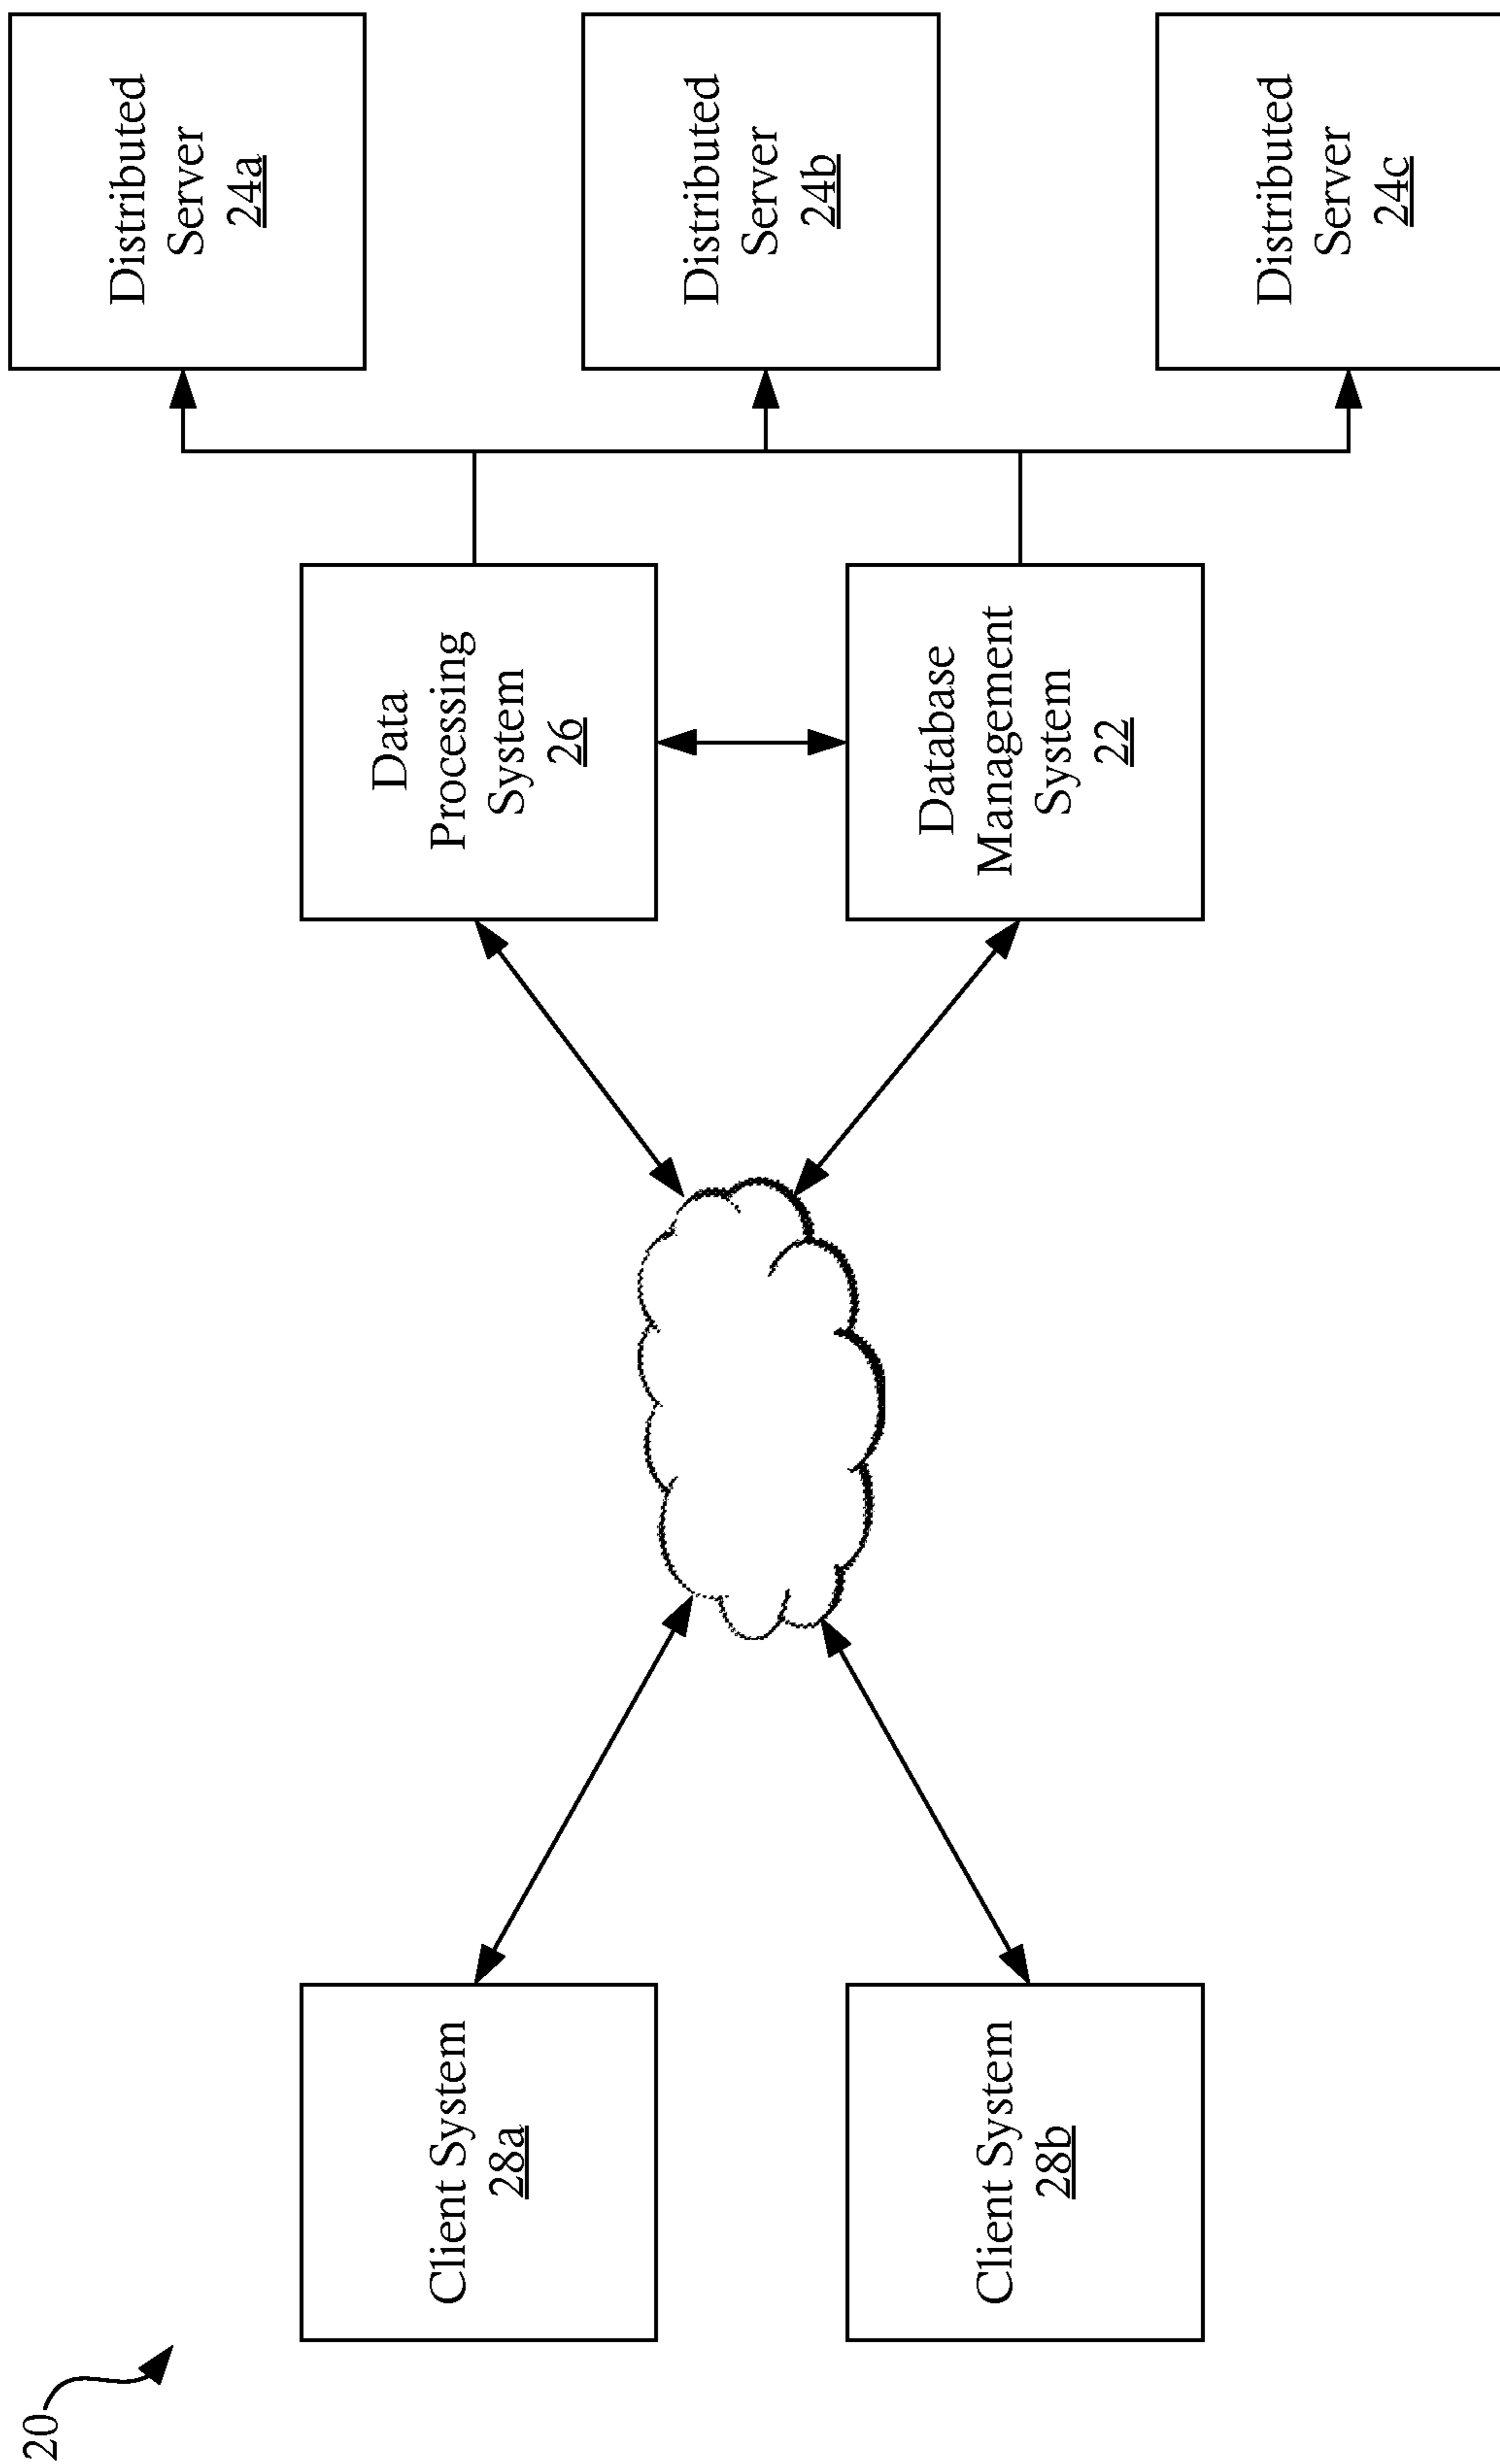 20
Client System
28a
Client System
28b
Data
Processing
System
26
Database
Management
System
22
Distributed
Server
24a
Distributed
Server
24b
Distributed
Server
24c